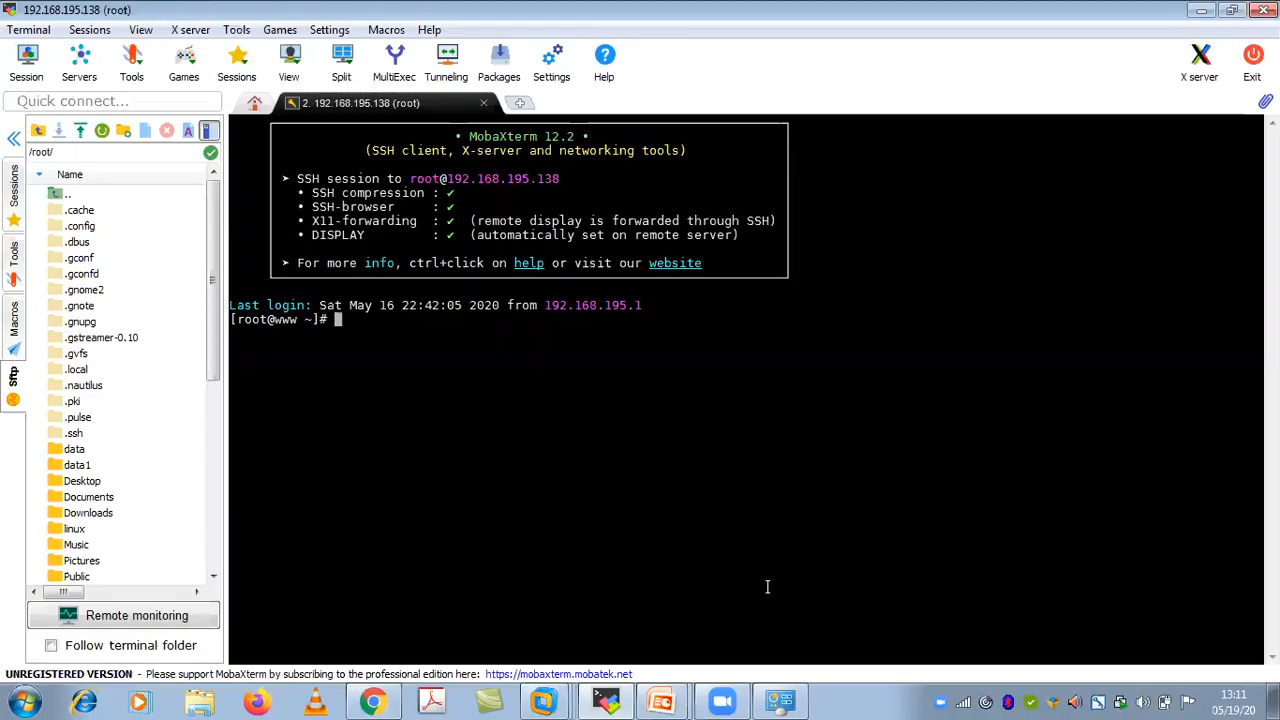 192.168.195.138 (root)
Terminal Sessions View X server Tools Games Settings Macros Help
Session Servers Tools Games Sessions View Split MultiExec Tunneling Packages Settings Help X server Exit
Quick connect...
2. 192.168.195.138 (root)
/root/
Name
..
.cache
.config
.dbus
.gconf
.gconfd
.gnome2
.gnote
.gnupg
.gstreamer-0.10
.gvfs
.local
.nautilus
.pki
.pulse
.ssh
data
data1
Desktop
Documents
Downloads
linux
Music
Pictures
Public
Remote monitoring
Follow terminal folder
Sessions
Tools
Macros
Sftp
• MobaXterm 12.2 •
(SSH client, X-server and networking tools)
➤ SSH session to root@192.168.195.138
• SSH compression : ✔
• SSH-browser : ✔
• X11-forwarding : ✔ (remote display is forwarded through SSH)
• DISPLAY : ✔ (automatically set on remote server)
➤ For more info, ctrl+click on help or visit our website
Last login: Sat May 16 22:42:05 2020 from 192.168.195.1
[root@www ~]#
UNREGISTERED VERSION - Please support MobaXterm by subscribing to the professional edition here: https://mobaxterm.mobatek.net
13:11
05/19/20